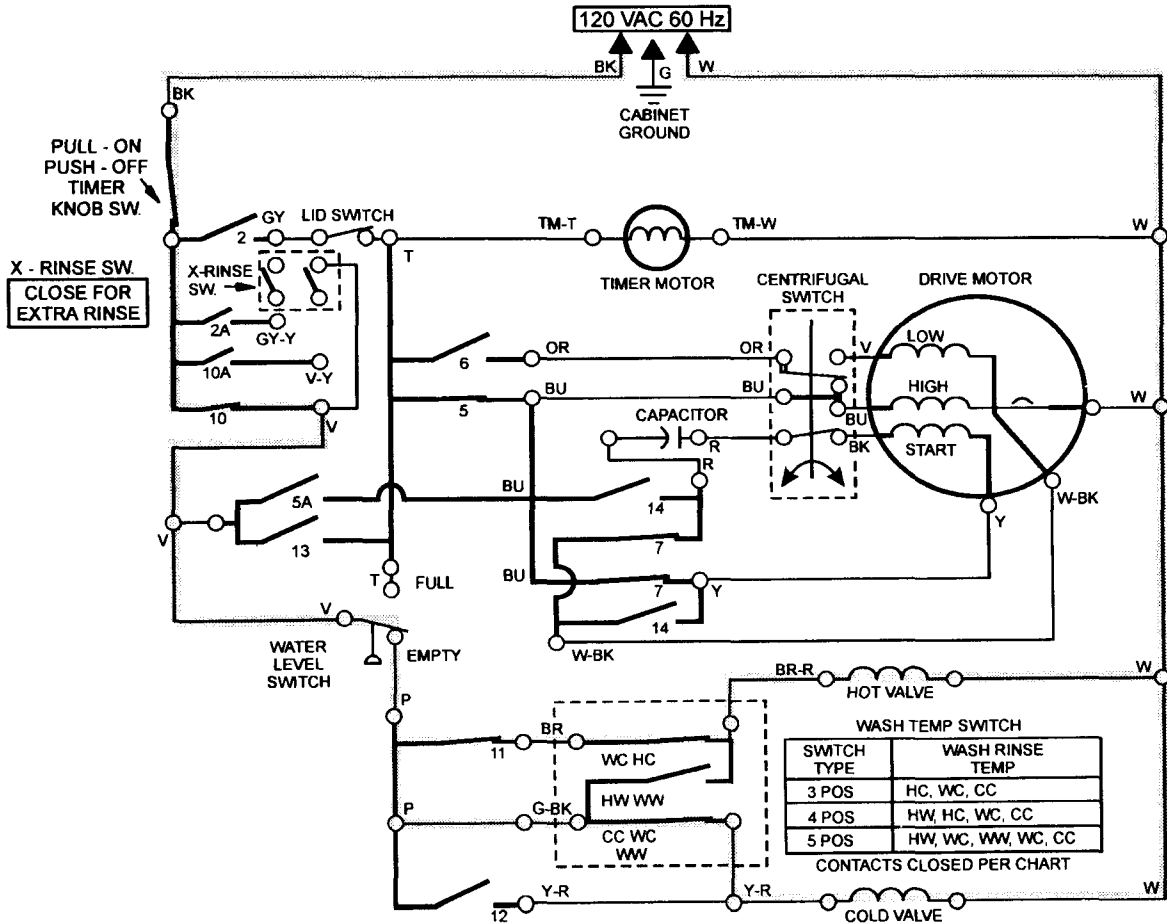 120 VAC 60 Hz
BK
G
W
BK
CABINET
GROUND
PULL - ON
PUSH - OFF
TIMER
KNOB SW.
GY
LID SWITCH
2
TM-T
TM-W
W
T
TIMER MOTOR
X - RINSE SW.
CLOSE FOR
EXTRA RINSE
X-RINSE
SW.
CENTRIFUGAL
SWITCH
DRIVE MOTOR
2A
GY-Y
10A
V-Y
10
V
6
OR
OR
V
LOW
5
BU
BU
BU
HIGH
W
CAPACITOR
R
BK
START
R
W-BK
Y
5A
BU
14
V
13
7
T
FULL
BU
7
Y
14
V
WATER
LEVEL
SWITCH
EMPTY
W-BK
BR-R
HOT VALVE
W
P
11
BR
WC HC
HW WW
P
G-BK
CC WC
WW
WASH TEMP SWITCH
SWITCH
TYPE
WASH RINSE
TEMP
3 POS
HC, WC, CC
4 POS
HW, HC, WC, CC
5 POS
HW, WC, WW, WC, CC
CONTACTS CLOSED PER CHART
12
Y-R
Y-R
COLD VALVE
W